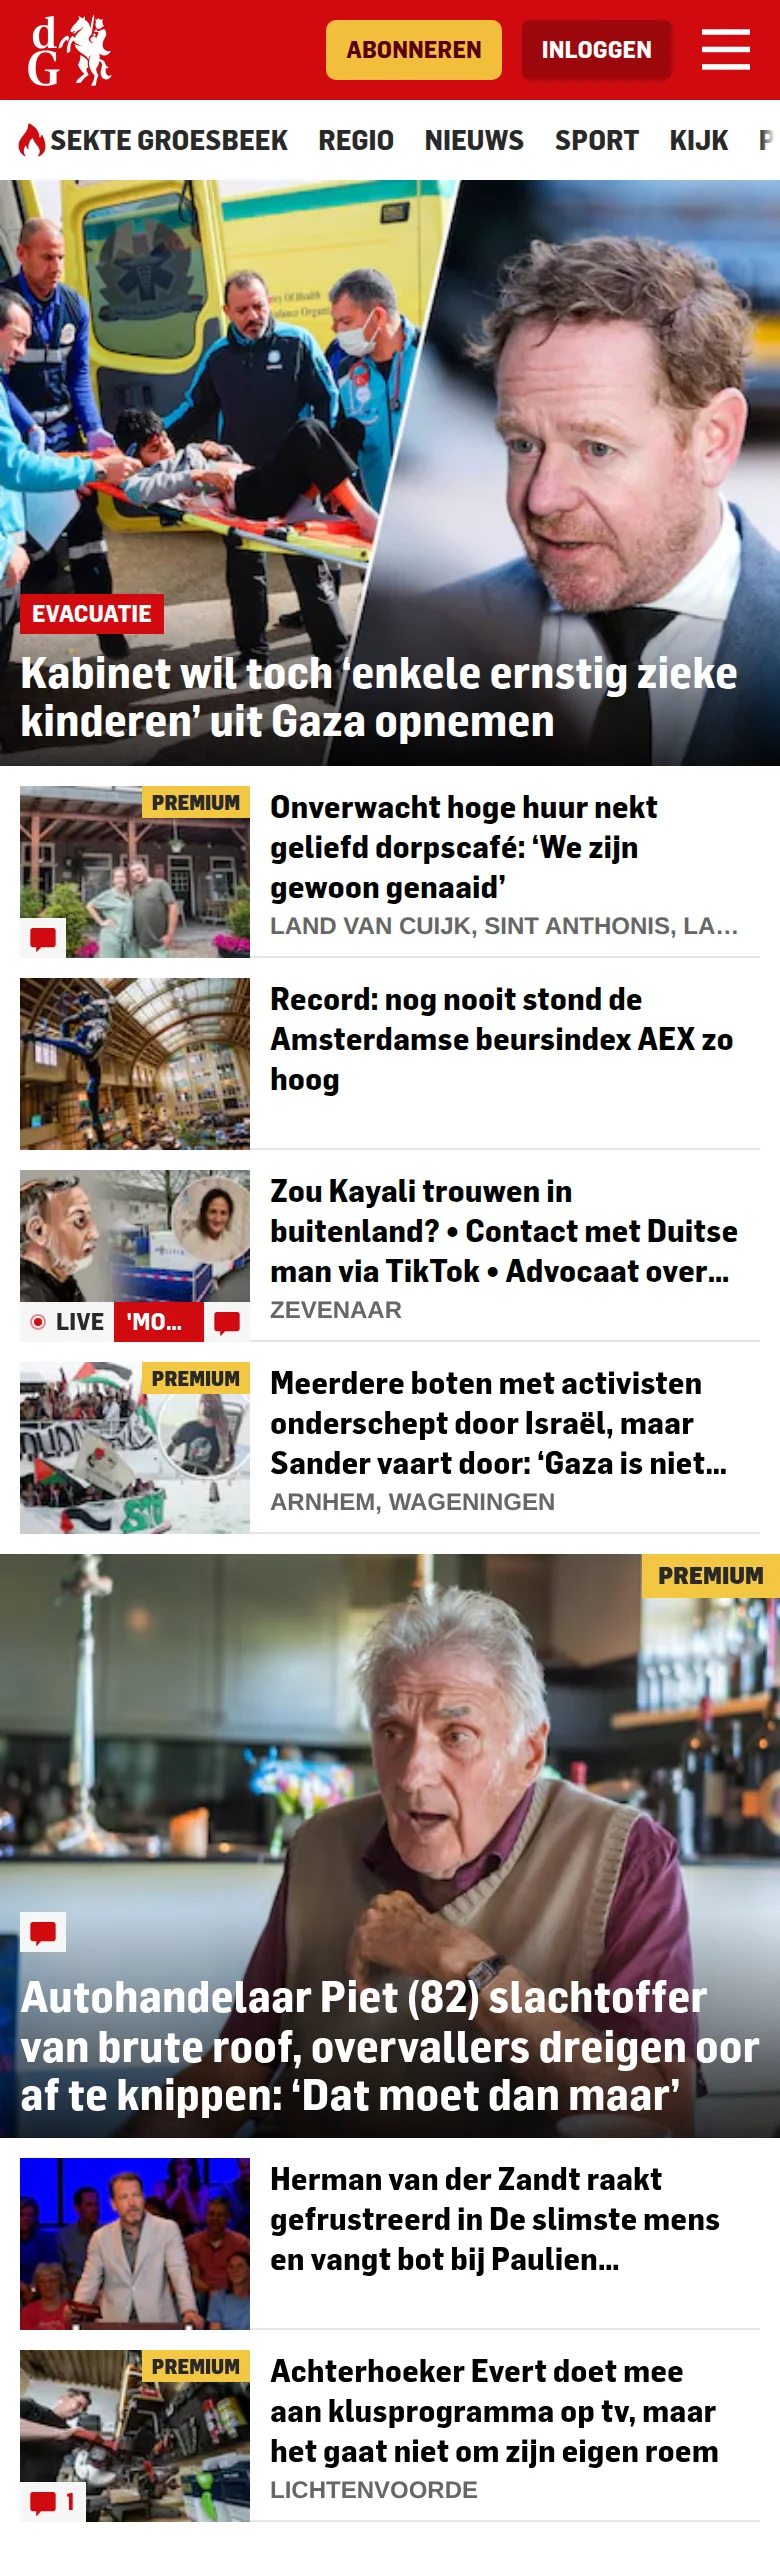 dG
ABONNEREN
INLOGGEN
SEKTE GROESBEEK REGIO NIEUWS SPORT KIJK P
EVACUATIE
Kabinet wil toch ‘enkele ernstig zieke
kinderen’ uit Gaza opnemen
PREMIUM
Onverwacht hoge huur nekt
geliefd dorpscafé: ‘We zijn
gewoon genaaid’
LAND VAN CUIJK, SINT ANTHONIS, LA...
Record: nog nooit stond de
Amsterdamse beursindex AEX zo
hoog
Zou Kayali trouwen in
buitenland? • Contact met Duitse
man via TikTok • Advocaat over...
LIVE 'MO...
ZEVENAAR
PREMIUM
Meerdere boten met activisten
onderschept door Israël, maar
Sander vaart door: ‘Gaza is niet...
ARNHEM, WAGENINGEN
PREMIUM
Autohandelaar Piet (82) slachtoffer
van brute roof, overvallers dreigen oor
af te knippen: ‘Dat moet dan maar’
Herman van der Zandt raakt
gefrustreerd in De slimste mens
en vangt bot bij Paulien...
PREMIUM
Achterhoeker Evert doet mee
aan klusprogramma op tv, maar
het gaat niet om zijn eigen roem
1
LICHTENVOORDE